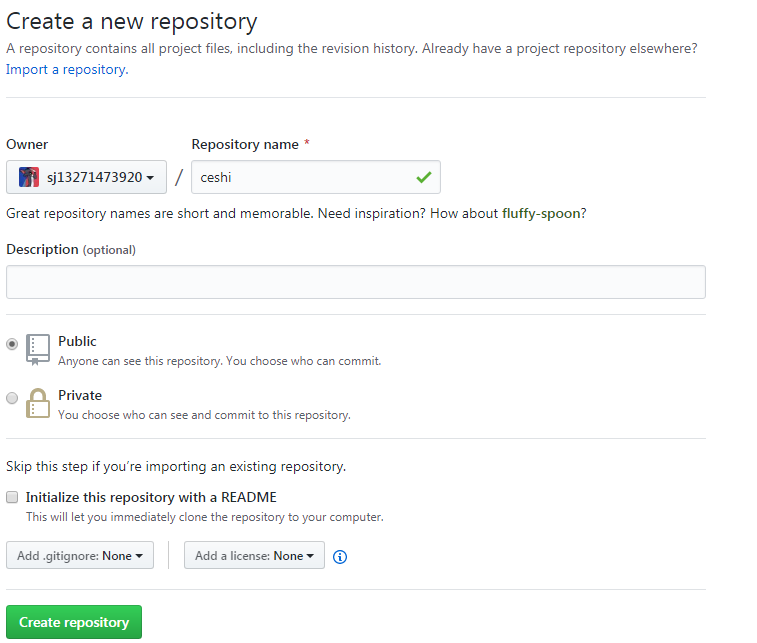 Create a new repository
A repository contains all project files, including the revision history. Already have a project repository elsewhere?
Import a repository.
Owner
Repository name *
sj13271473920 / ceshi
Great repository names are short and memorable. Need inspiration? How about fluffy-spoon?
Description (optional)
Public
Anyone can see this repository. You choose who can commit.
Private
You choose who can see and commit to this repository.
Skip this step if you’re importing an existing repository.
Initialize this repository with a README
This will let you immediately clone the repository to your computer.
Add .gitignore: None
Add a license: None
Create repository